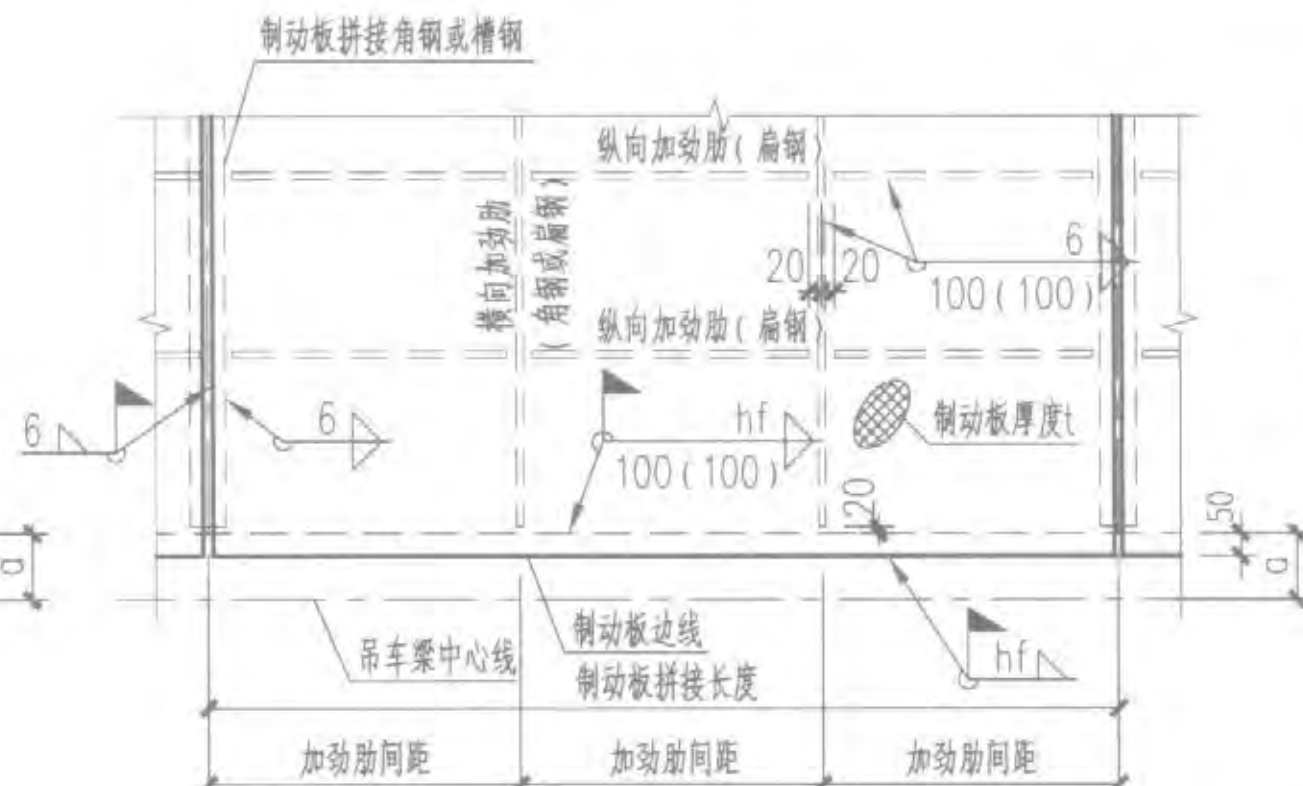 制动板拼接角钢或槽钢
纵向加劲肋(扁钢)
横向加劲肋
(角钢或扁钢)
20
20
6
100(100)
纵向加劲肋(扁钢)
6
6
hf
100(100)
制动板厚度t
20
50
a
a
吊车梁中心线
制动板边线
制动板拼接长度
hf
加劲肋间距
加劲肋间距
加劲肋间距